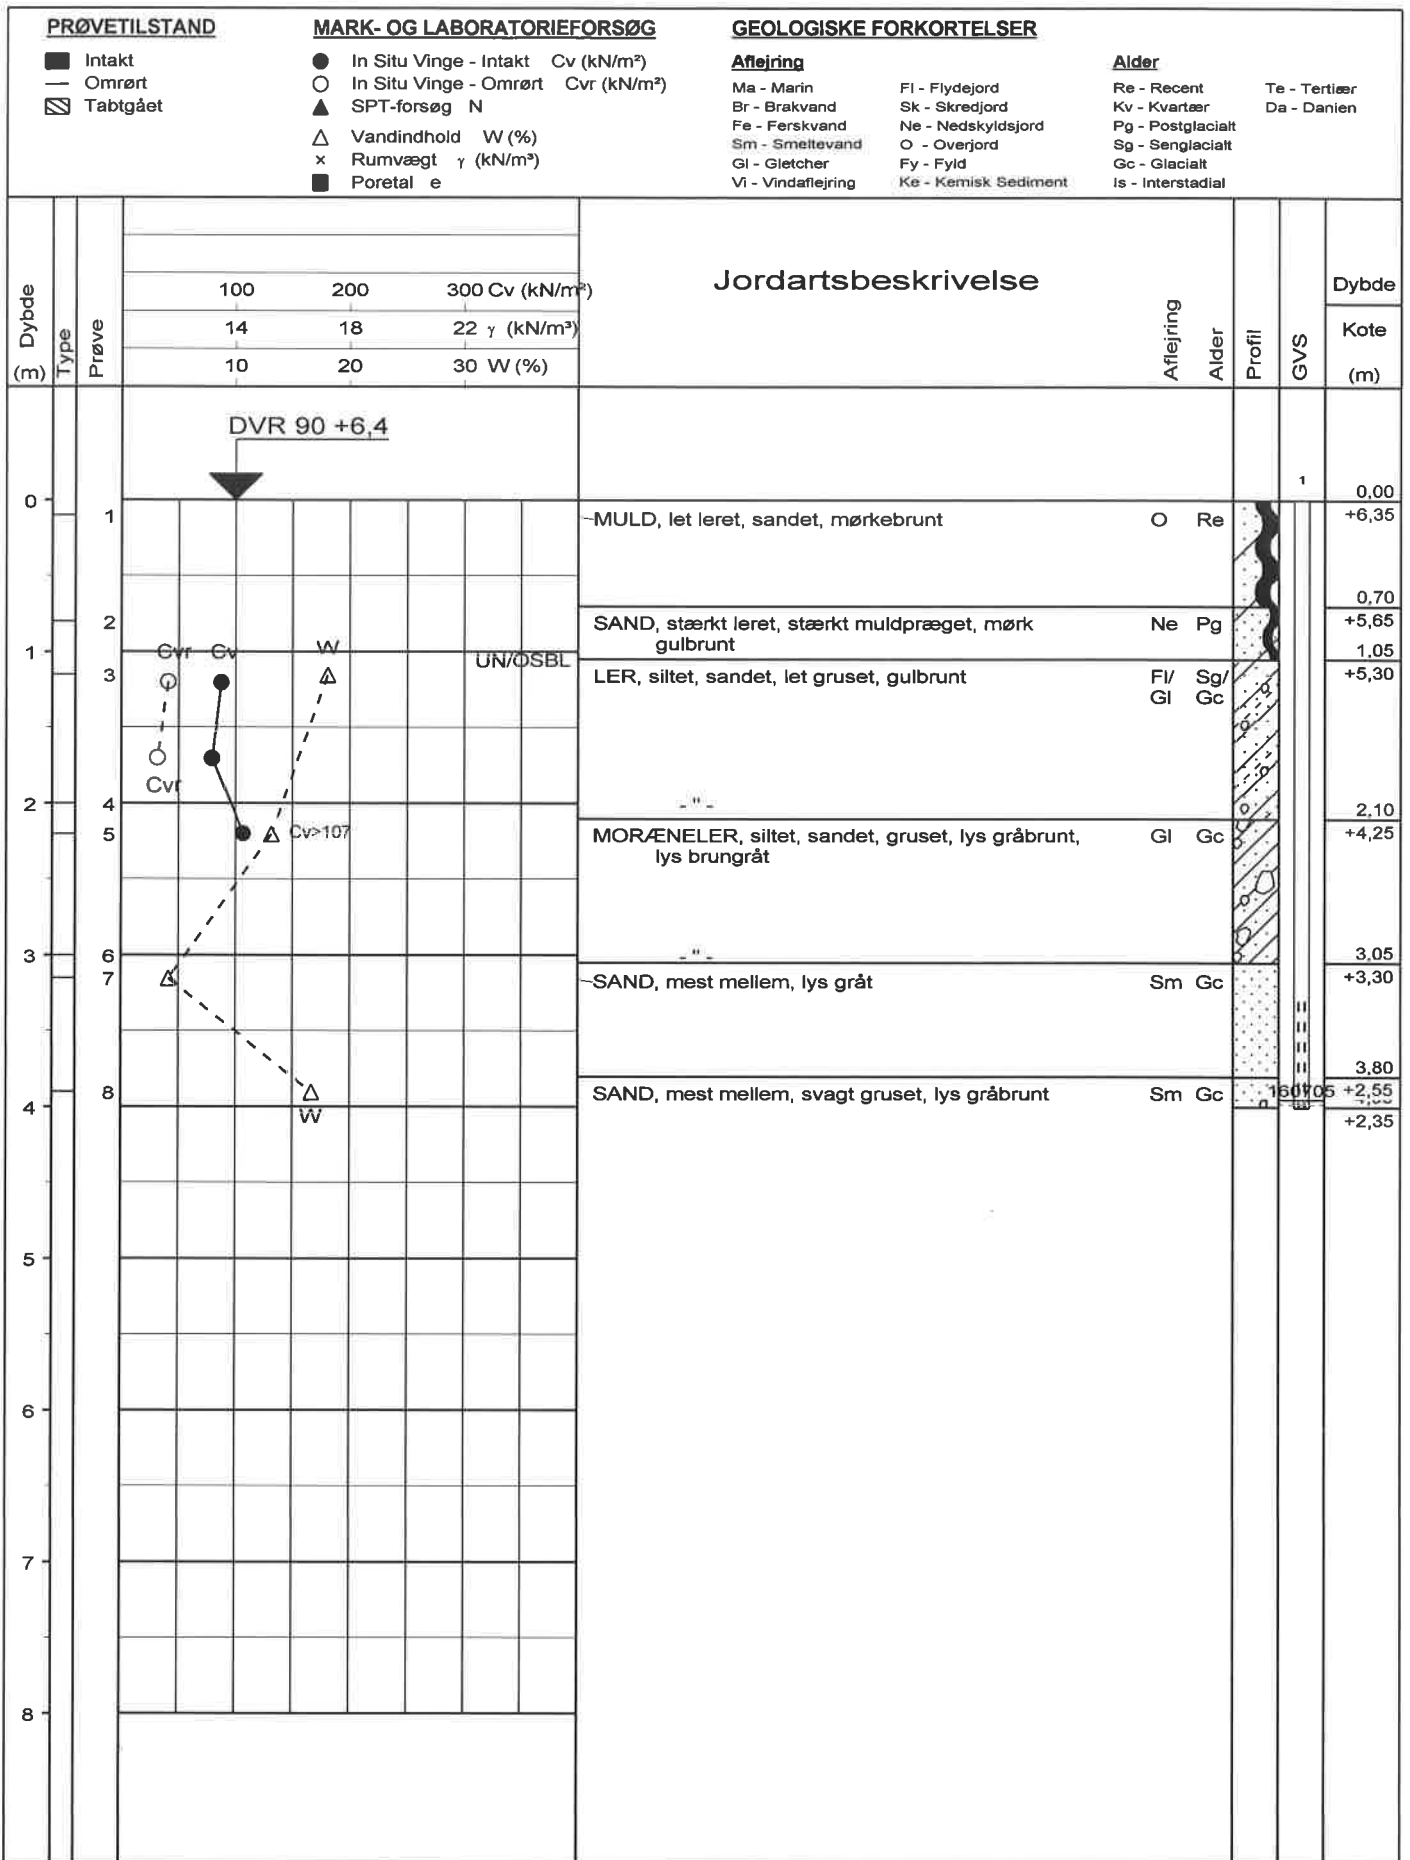 PRØVETILSTAND
Intakt
Omrørt
Tabtgået
MARK- OG LABORATORIEFORSØG
In Situ Vinge - Intakt Cv (kN/m²)
In Situ Vinge - Omrørt Cvr (kN/m²)
SPT-forsøg N
Vandindhold W (%)
Rumvægt γ (kN/m³)
Poretal e
GEOLOGISKE FORKORTELSER
Aflejring
Ma - Marin
Br - Brakvand
Fe - Ferskvand
Sm - Smeltevand
Gl - Gletcher
Vi - Vindaflejring
Fl - Flydejord
Sk - Skredjord
Ne - Nedskyldsjord
O - Overjord
Fy - Fyld
Ke - Kemisk Sediment
Alder
Re - Recent
Kv - Kvartær
Pg - Postglacialt
Sg - Senglacialt
Gc - Glacialt
Is - Interstadial
Te - Tertiær
Da - Danien
Dybde
(m)
Type
Prøve
100 200 300 Cv (kN/m²)
14 18 22 γ (kN/m³)
10 20 30 W (%)
Jordartsbeskrivelse
Aflejring
Alder
Profil
GVS
Dybde
Kote
(m)
DVR 90 +6,4
1
0 0,00
1 MULD, let leret, sandet, mørkebrunt O Re +6,35
0,70
2 SAND, stærkt leret, stærkt muldpræget, mørk Ne Pg +5,65
gulbrunt
1 Cvr Cv W UN/OSBL 1,05
3 LER, siltet, sandet, let gruset, gulbrunt Fl/ Sg/ +5,30
Gl Gc
Cvr
2 4 _ " _ 2,10
5 Cv>107 MORÆNELER, siltet, sandet, gruset, lys gråbrunt, Gl Gc +4,25
lys brungråt
3 6 _ " _ 3,05
7 SAND, mest mellem, lys gråt Sm Gc +3,30
3,80
8 SAND, mest mellem, svagt gruset, lys gråbrunt Sm Gc 160705 +2,55
4 W +2,35
5
6
7
8